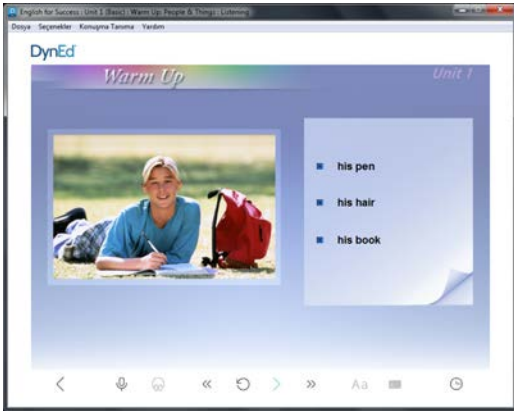 English for Success : Unit 1 (Basic) : Warm Up: People & Things : Listening
Dosya Seçenekler Konuşma Tanıma Yardım
DynEd
Warm Up
Unit 1
his pen
his hair
his book
Aa